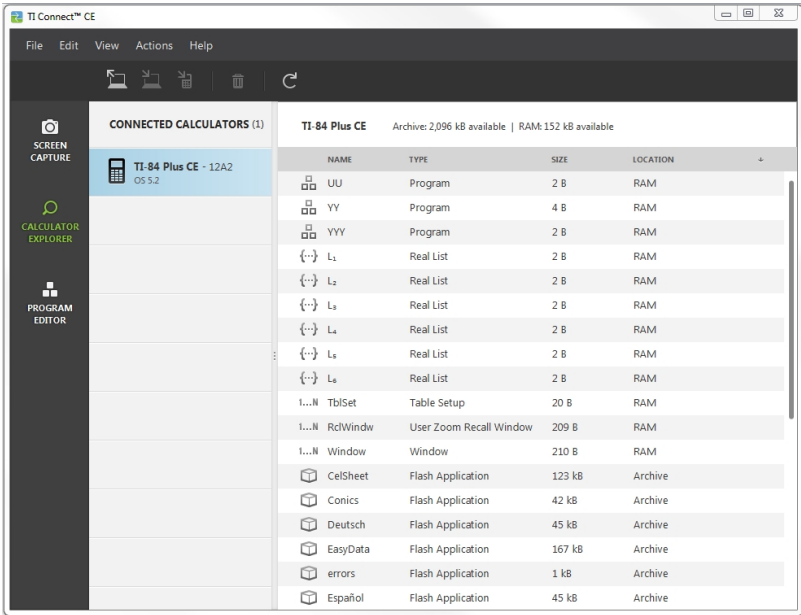 TI Connect™ CE
File Edit View Actions Help
SCREEN
CAPTURE
CALCULATOR
EXPLORER
PROGRAM
EDITOR
CONNECTED CALCULATORS (1)
TI-84 Plus CE - 12A2
OS 5.2
TI-84 Plus CE Archive: 2,096 kB available | RAM: 152 kB available
NAME TYPE SIZE LOCATION
UU Program 2 B RAM
YY Program 4 B RAM
YYY Program 2 B RAM
{···} L₁ Real List 2 B RAM
{···} L₂ Real List 2 B RAM
{···} L₃ Real List 2 B RAM
{···} L₄ Real List 2 B RAM
{···} L₅ Real List 2 B RAM
{···} L₆ Real List 2 B RAM
1...N TblSet Table Setup 20 B RAM
1...N RclWindw User Zoom Recall Window 209 B RAM
1...N Window Window 210 B RAM
CelSheet Flash Application 123 kB Archive
Conics Flash Application 42 kB Archive
Deutsch Flash Application 45 kB Archive
EasyData Flash Application 167 kB Archive
errors Flash Application 1 kB Archive
Español Flash Application 45 kB Archive